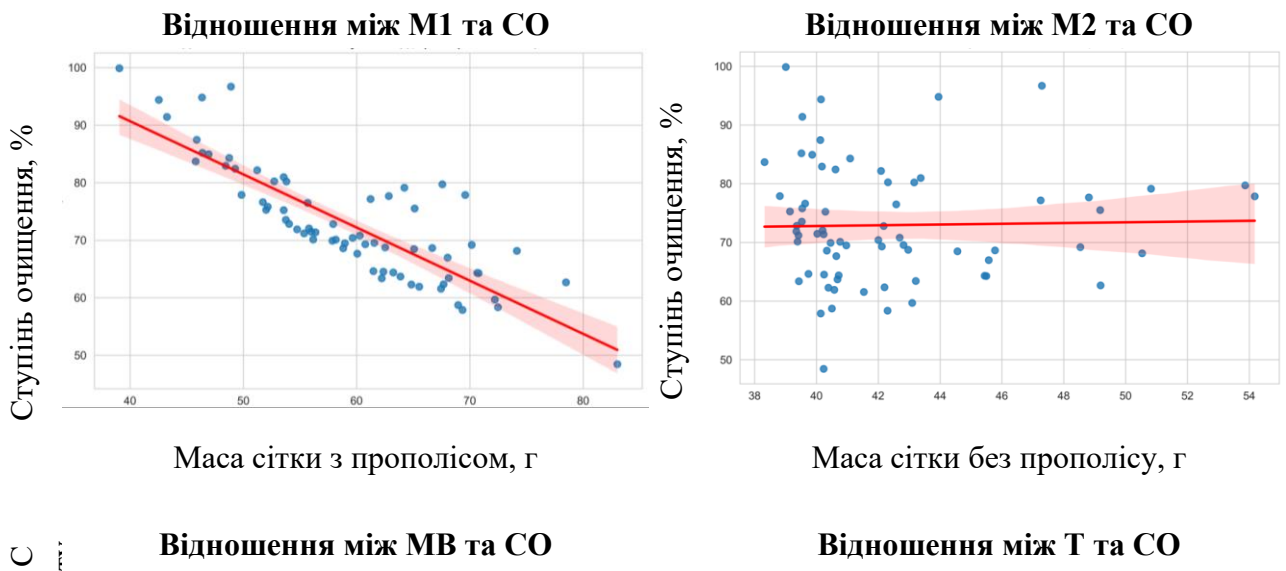 Відношення між М1 та СО
Відношення між М2 та СО
Ступінь очищення, %
100
90
80
70
60
50
40
50
60
70
80
Маса сітки з прополісом, г
Ступінь очищення, %
100
90
80
70
60
50
38
40
42
44
46
48
50
52
54
Маса сітки без прополісу, г
С
Відношення між МВ та СО
Відношення між Т та СО